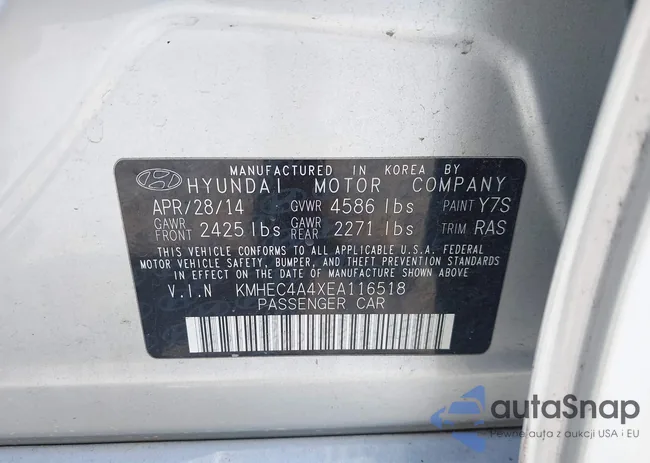 MANUFACTURED IN KOREA BY
HYUNDAI MOTOR COMPANY
APR/28/14 GVWR 4586 lbs PAINT Y7S
GAWR FRONT 2425 lbs GAWR REAR 2271 lbs TRIM RAS
THIS VEHICLE CONFORMS TO ALL APPLICABLE U.S.A. FEDERAL
MOTOR VEHICLE SAFETY, BUMPER, AND THEFT PREVENTION STANDARDS
IN EFFECT ON THE DATE OF MANUFACTURE SHOWN ABOVE
V.I.N KMHEC4A4XEA116518
PASSENGER CAR
autoSnap
Pewne auta z aukcji USA i EU